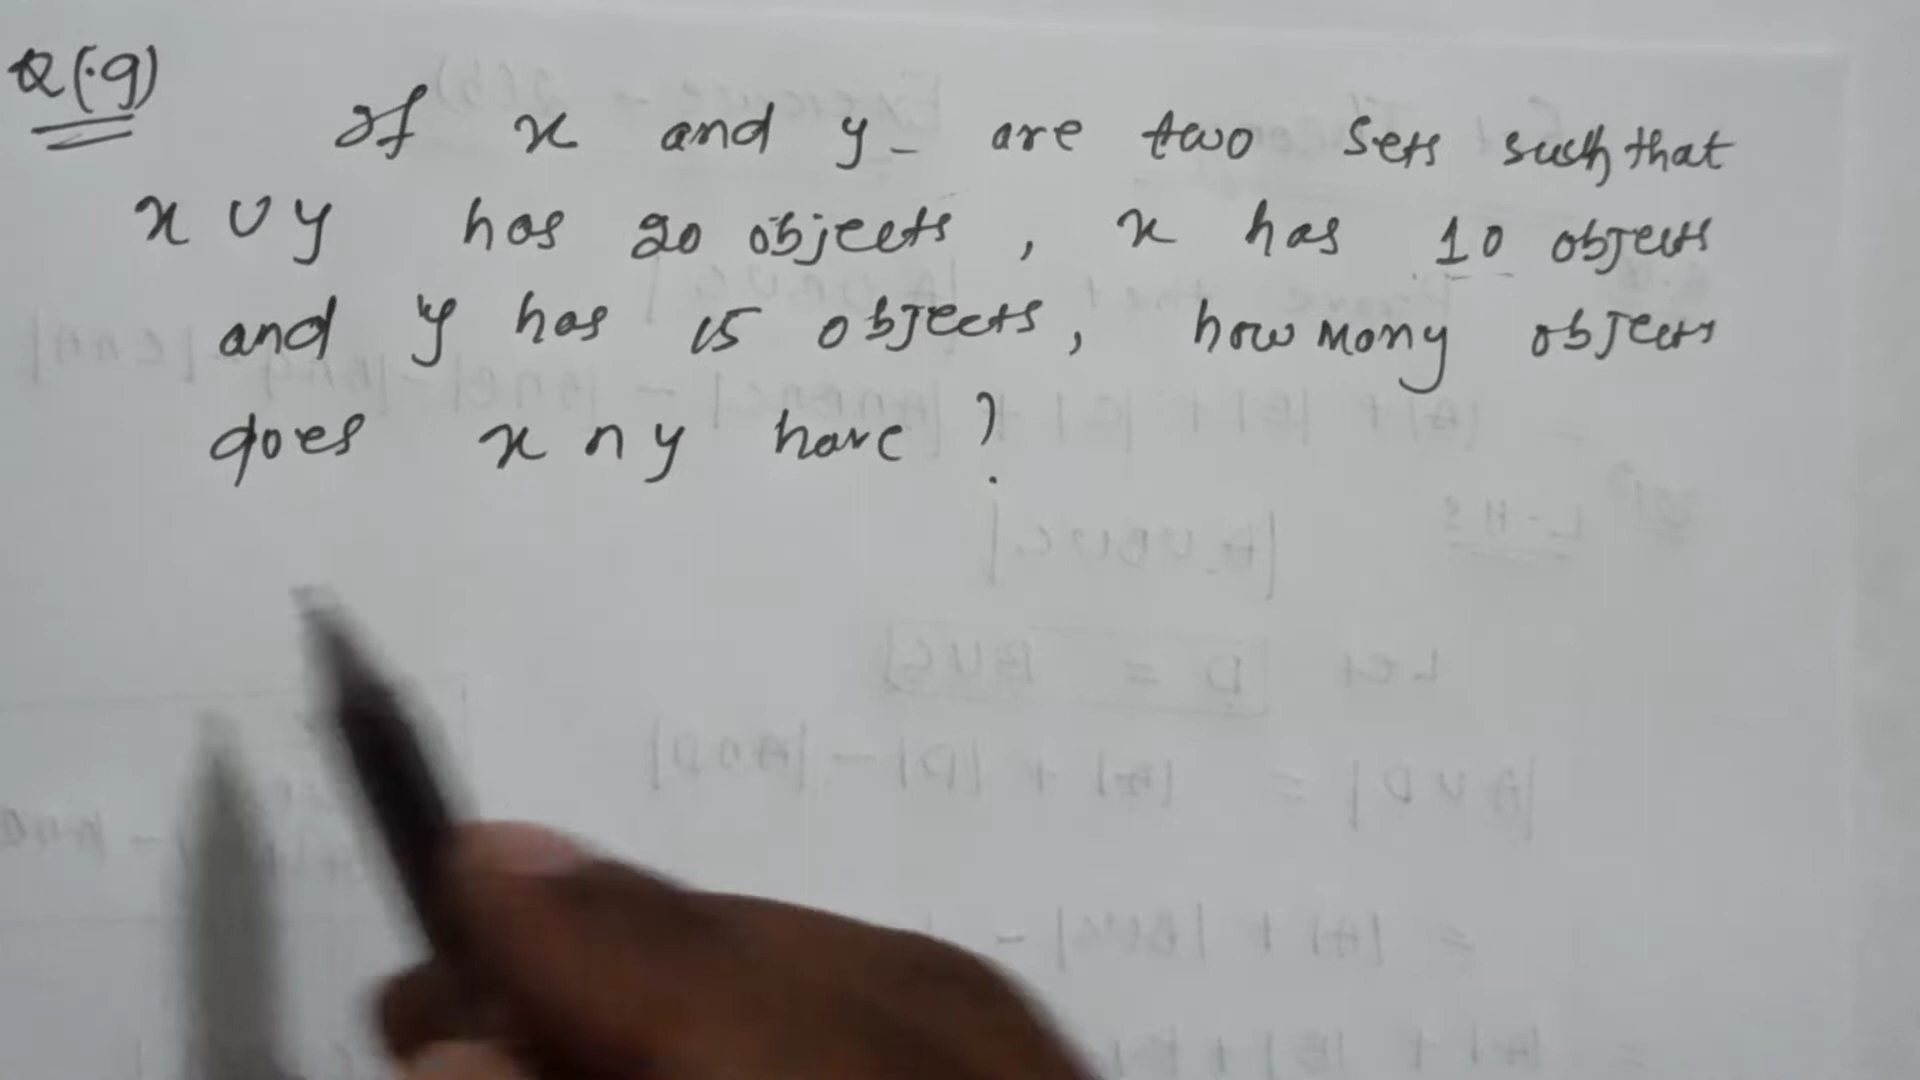 Q(.9)
If x and y are two sets such that
x ∪ y has 20 objects, x has 10 objects
and y has 15 objects, how many objects
does x ∩ y have ?